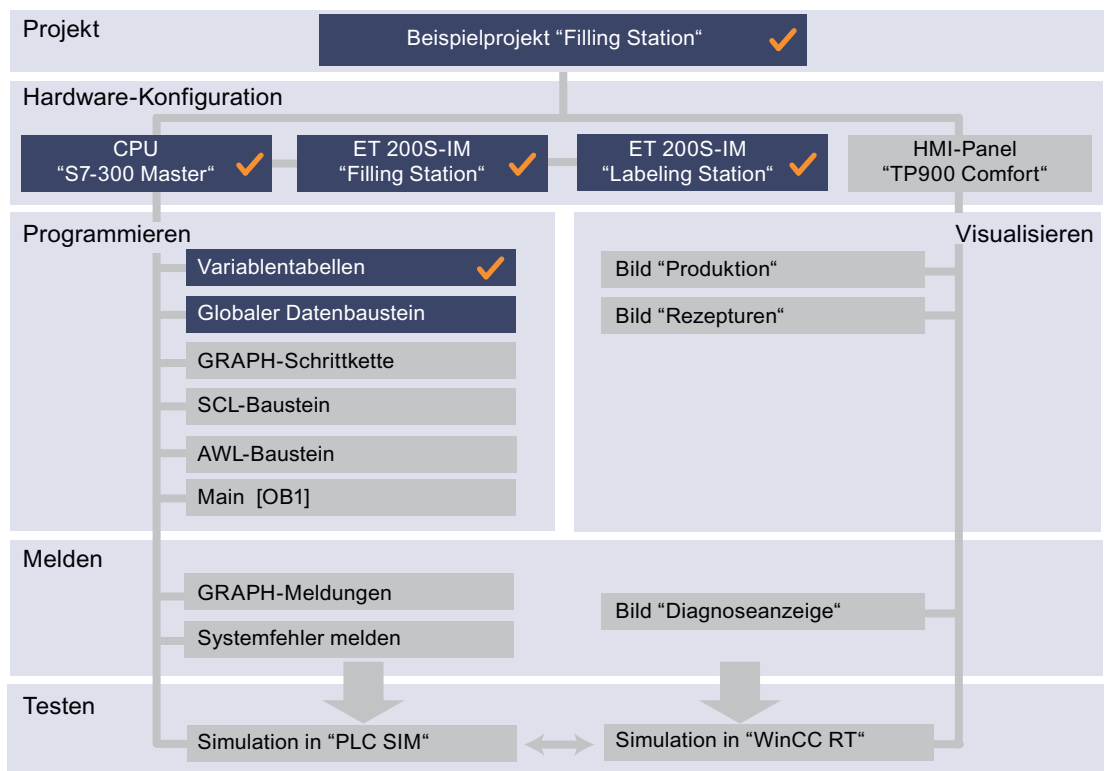 Projekt
Beispielprojekt “Filling Station“
Hardware-Konfiguration
CPU
“S7-300 Master“
ET 200S-IM
“Filling Station“
ET 200S-IM
“Labeling Station“
HMI-Panel
“TP900 Comfort“
Programmieren
Variablentabellen
Globaler Datenbaustein
GRAPH-Schrittkette
SCL-Baustein
AWL-Baustein
Main [OB1]
Visualisieren
Bild “Produktion“
Bild “Rezepturen“
Melden
GRAPH-Meldungen
Systemfehler melden
Bild “Diagnoseanzeige“
Testen
Simulation in “PLC SIM“
Simulation in “WinCC RT“